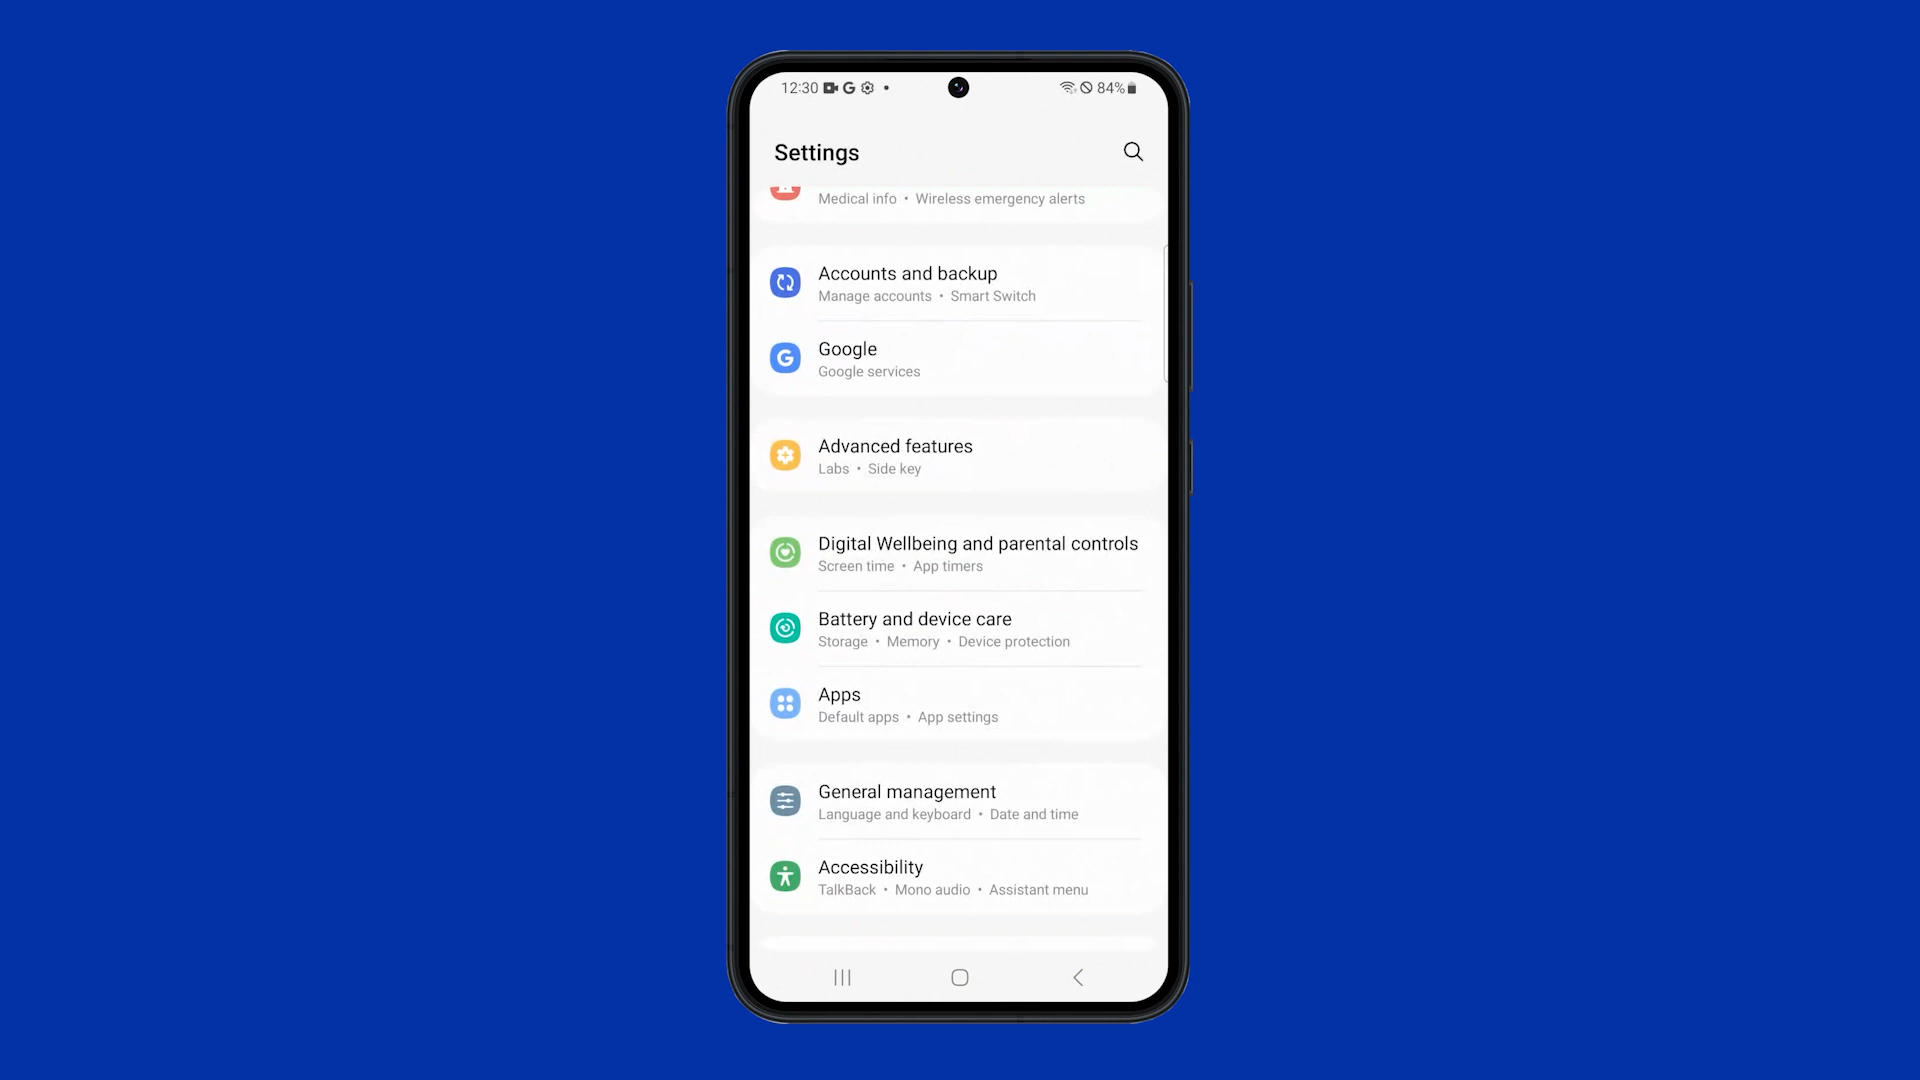 12:30 84%
Settings
Medical info • Wireless emergency alerts
Accounts and backup
Manage accounts • Smart Switch
Google
Google services
Advanced features
Labs • Side key
Digital Wellbeing and parental controls
Screen time • App timers
Battery and device care
Storage • Memory • Device protection
Apps
Default apps • App settings
General management
Language and keyboard • Date and time
Accessibility
TalkBack • Mono audio • Assistant menu